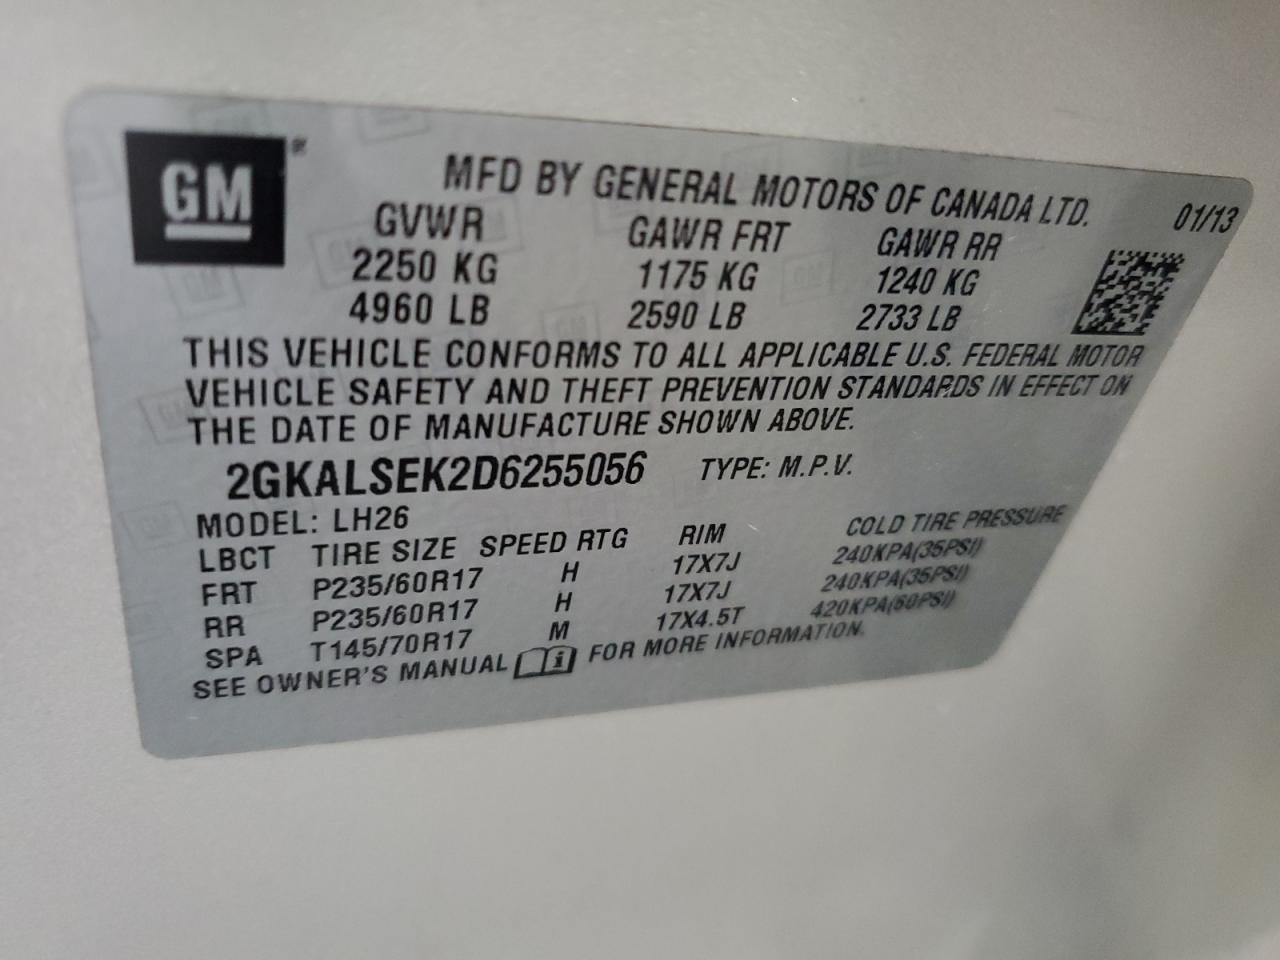 GM
MFD BY GENERAL MOTORS OF CANADA LTD.
01/13
GVWR GAWR FRT GAWR RR
2250 KG 1175 KG 1240 KG
4960 LB 2590 LB 2733 LB
THIS VEHICLE CONFORMS TO ALL APPLICABLE U.S. FEDERAL MOTOR
VEHICLE SAFETY AND THEFT PREVENTION STANDARDS IN EFFECT ON
THE DATE OF MANUFACTURE SHOWN ABOVE.
2GKALSEK2D6255056 TYPE: M.P.V.
MODEL: LH26
LBCT TIRE SIZE SPEED RTG RIM COLD TIRE PRESSURE
FRT P235/60R17 H 17X7J 240KPA(35PSI)
RR P235/60R17 H 17X7J 240KPA(35PSI)
SPA T145/70R17 M 17X4.5T 420KPA(60PSI)
SEE OWNER'S MANUAL FOR MORE INFORMATION.